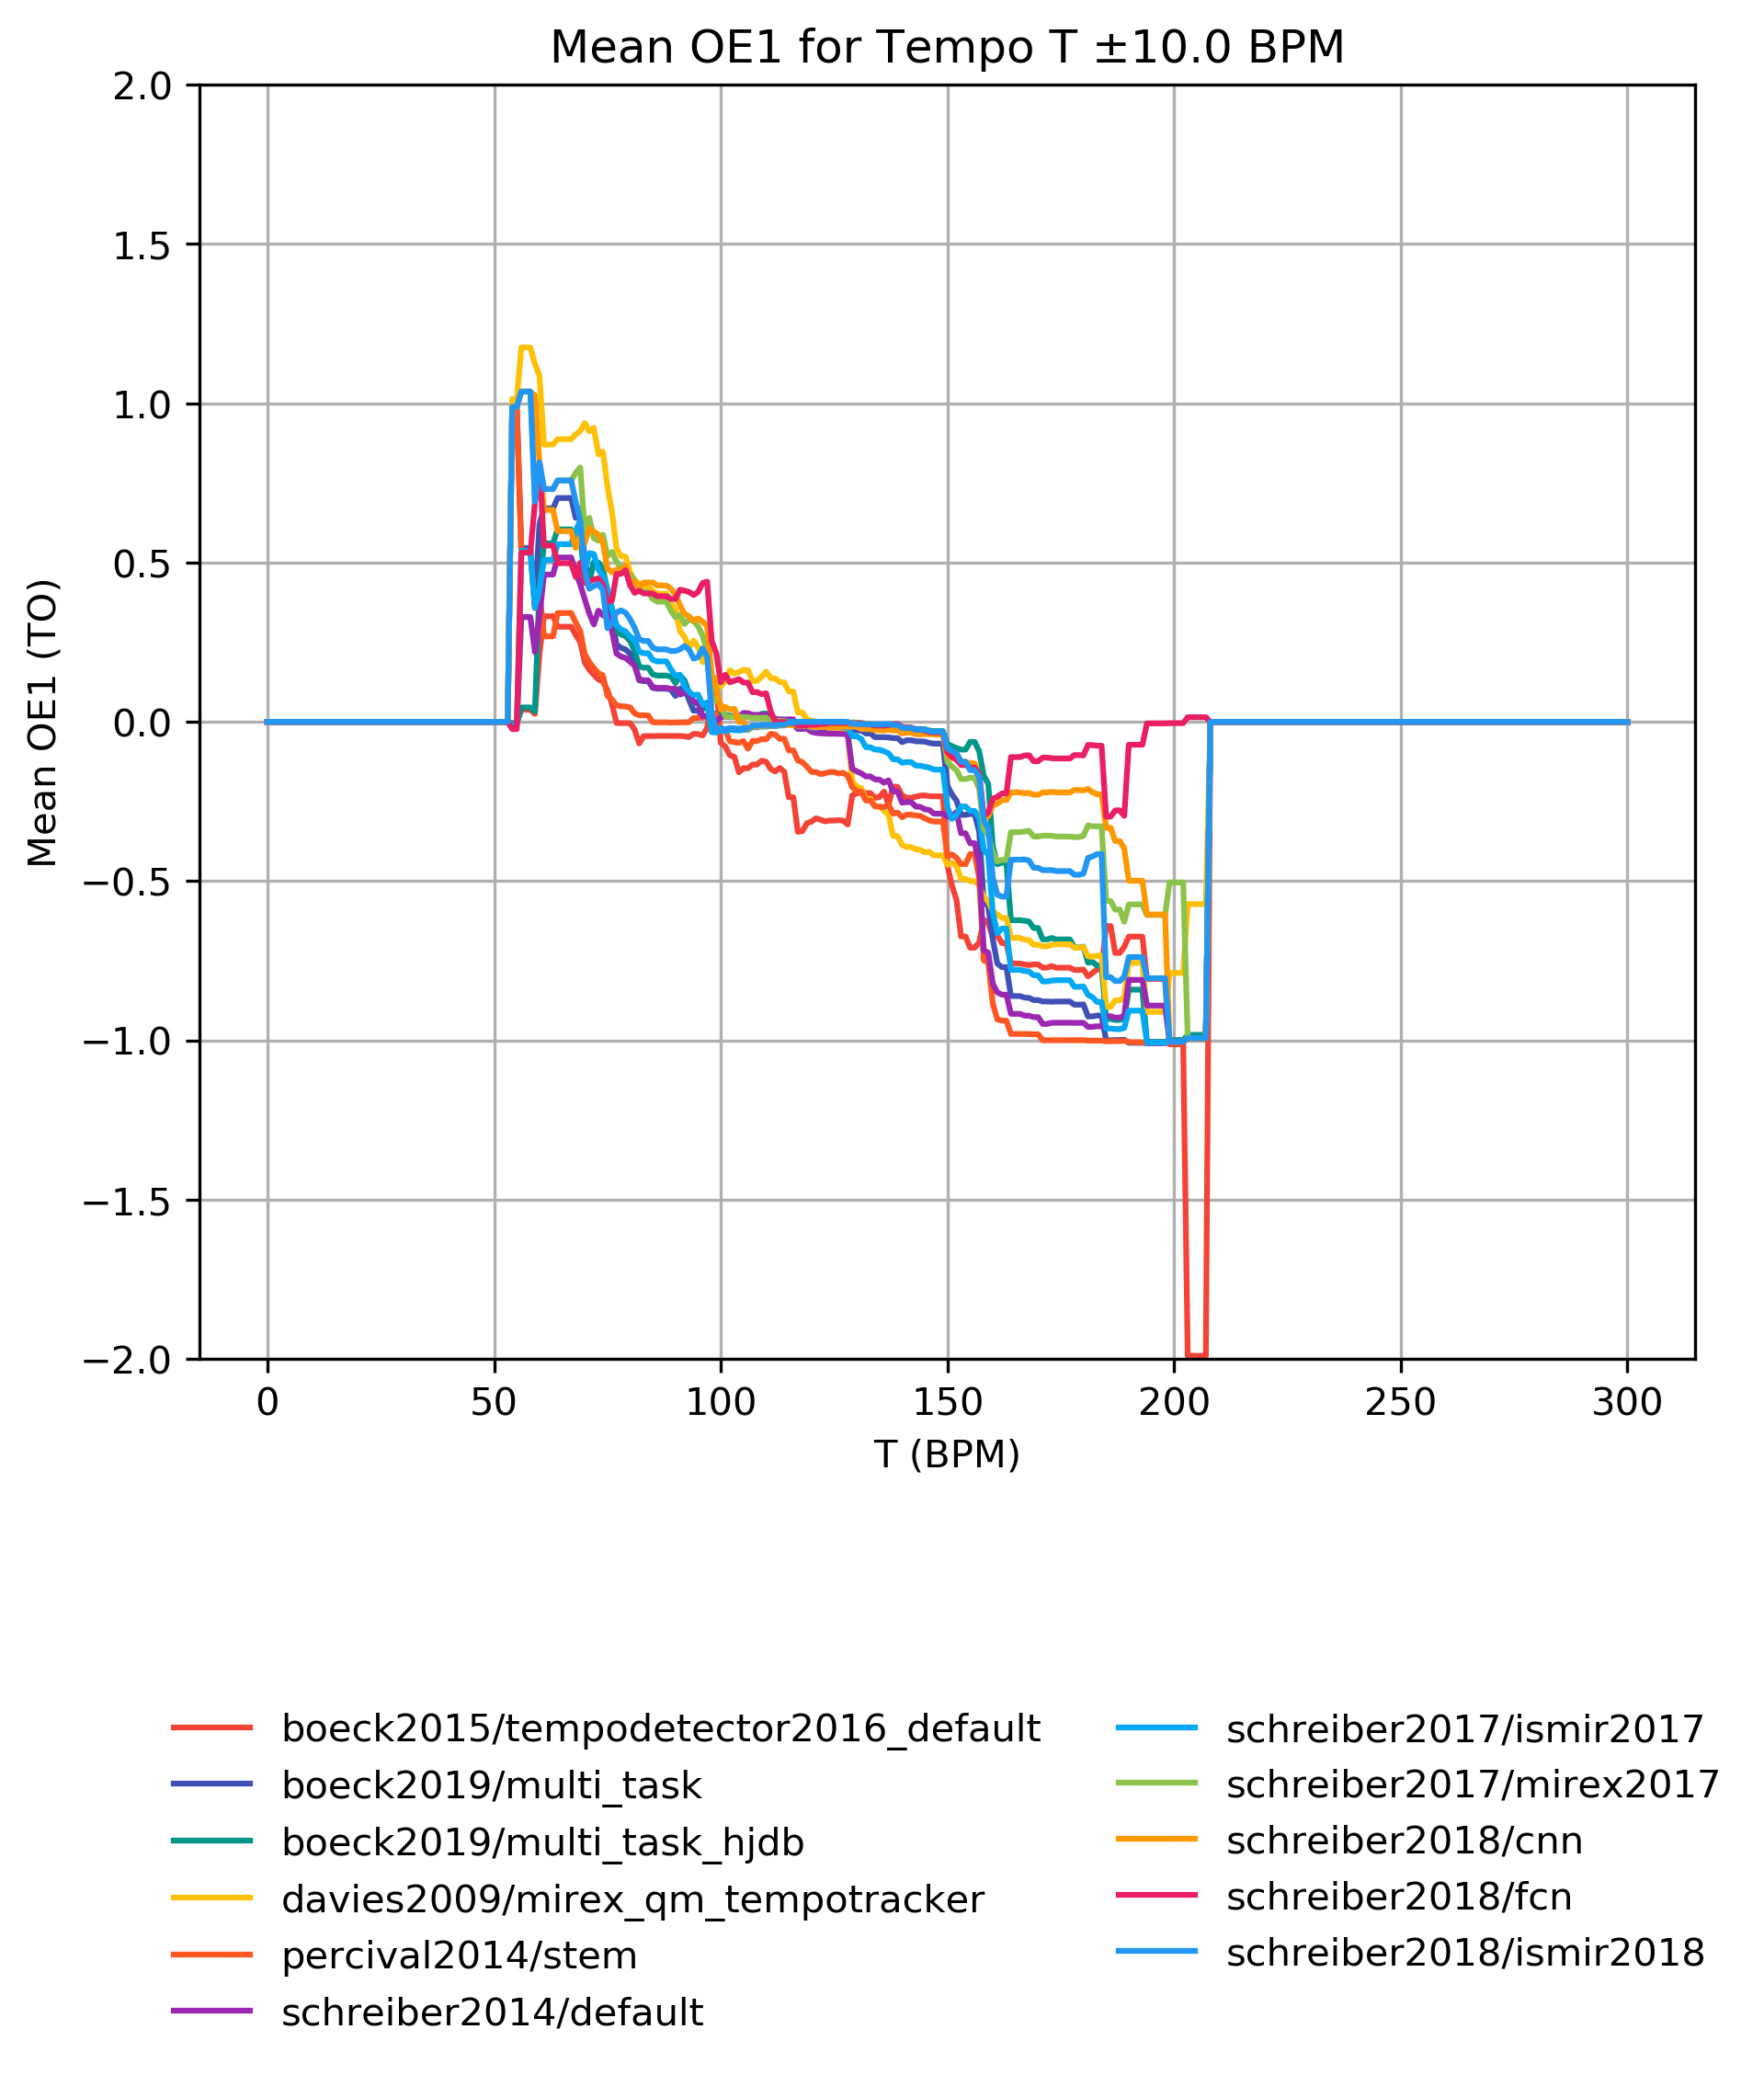 Mean OE1 for Tempo T ±10.0 BPM
2.0
1.5
1.0
0.5
0.0
−0.5
−1.0
−1.5
−2.0
Mean OE1 (TO)
0 50 100 150 200 250 300
T (BPM)
boeck2015/tempodetector2016_default
boeck2019/multi_task
boeck2019/multi_task_hjdb
davies2009/mirex_qm_tempotracker
percival2014/stem
schreiber2014/default
schreiber2017/ismir2017
schreiber2017/mirex2017
schreiber2018/cnn
schreiber2018/fcn
schreiber2018/ismir2018